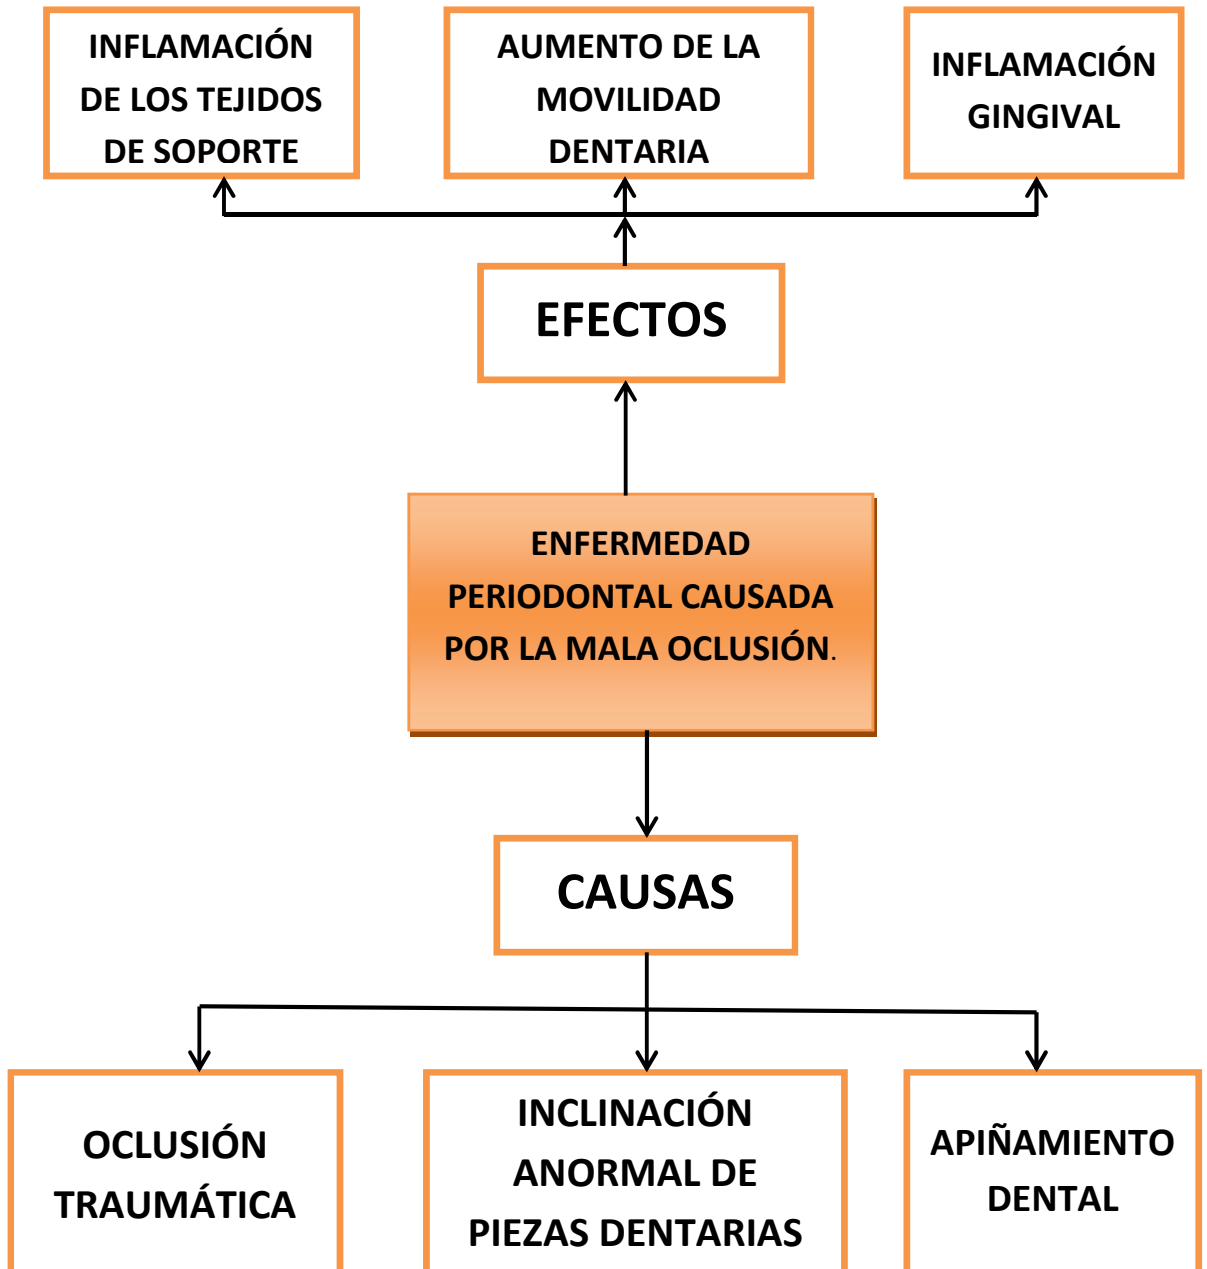 INFLAMACIÓN
DE LOS TEJIDOS
DE SOPORTE
AUMENTO DE LA
MOVILIDAD
DENTARIA
INFLAMACIÓN
GINGIVAL
EFECTOS
ENFERMEDAD
PERIODONTAL CAUSADA
POR LA MALA OCLUSIÓN.
CAUSAS
OCLUSIÓN
TRAUMÁTICA
INCLINACIÓN
ANORMAL DE
PIEZAS DENTARIAS
APIÑAMIENTO
DENTAL